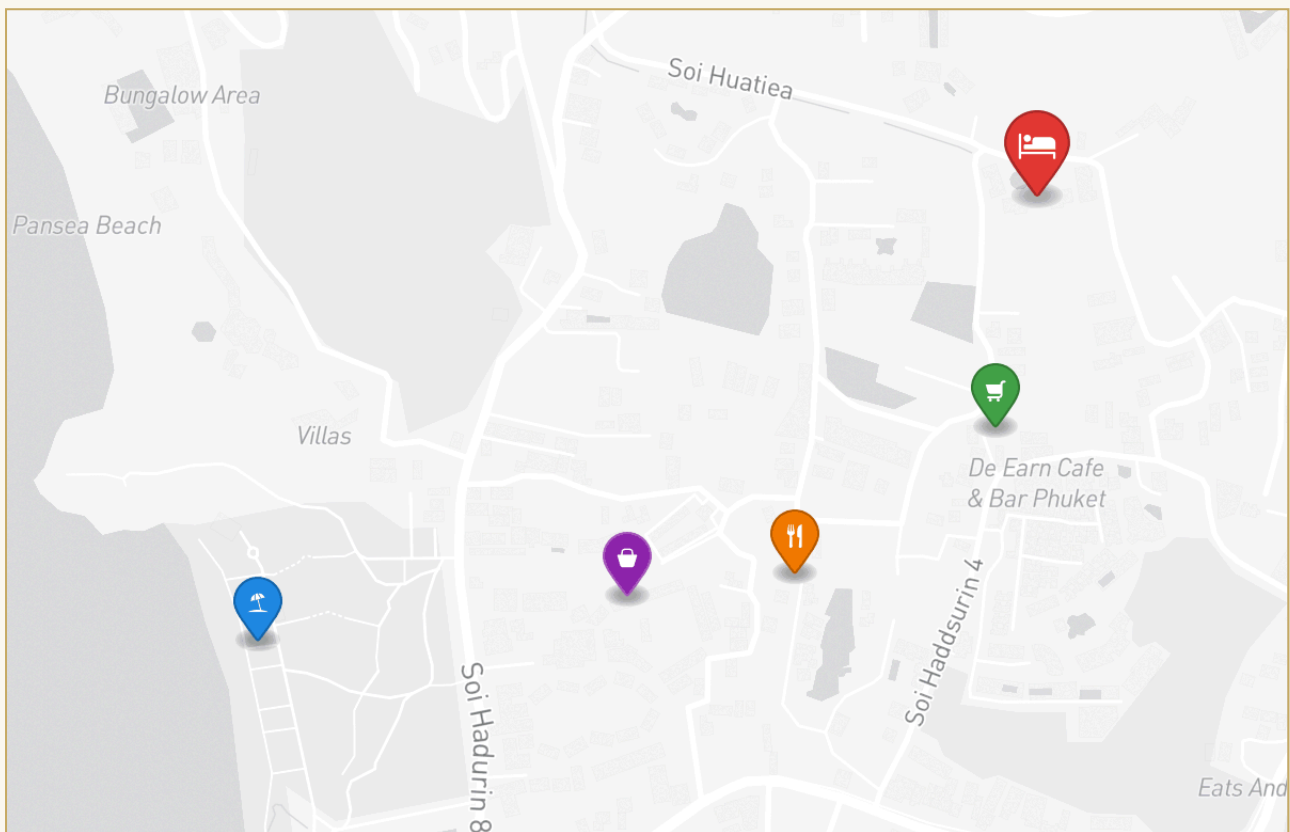 Soi Huatiea
Bungalow Area
Pansea Beach
Villas
De Earn Cafe
& Bar Phuket
Soi Haddsurin 4
Soi Hadurin 8
Eats And